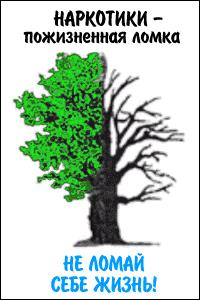 НАРКОТИКИ –
ПОЖИЗНЕННАЯ ЛОМКА
НЕ ЛОМАЙ
СЕБЕ ЖИЗНЬ!